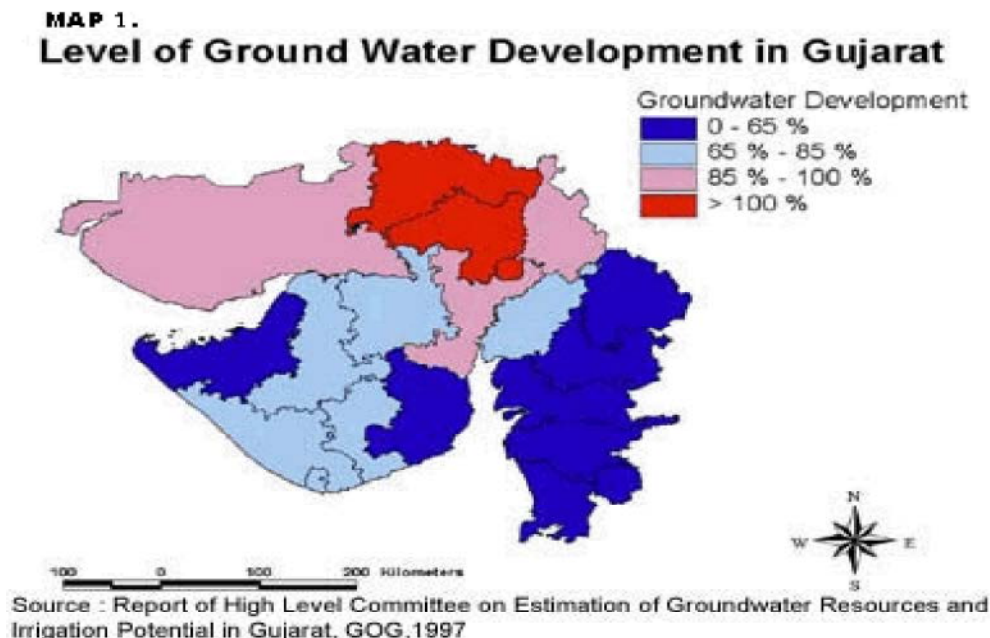 MAP 1.
Level of Ground Water Development in Gujarat
Groundwater Development
0 - 65 %
65 % - 85 %
85 % - 100 %
> 100 %
N
W E
S
100 0 100 200 Kilometers
Source : Report of High Level Committee on Estimation of Groundwater Resources and
Irrigation Potential in Gujarat, GOG,1997